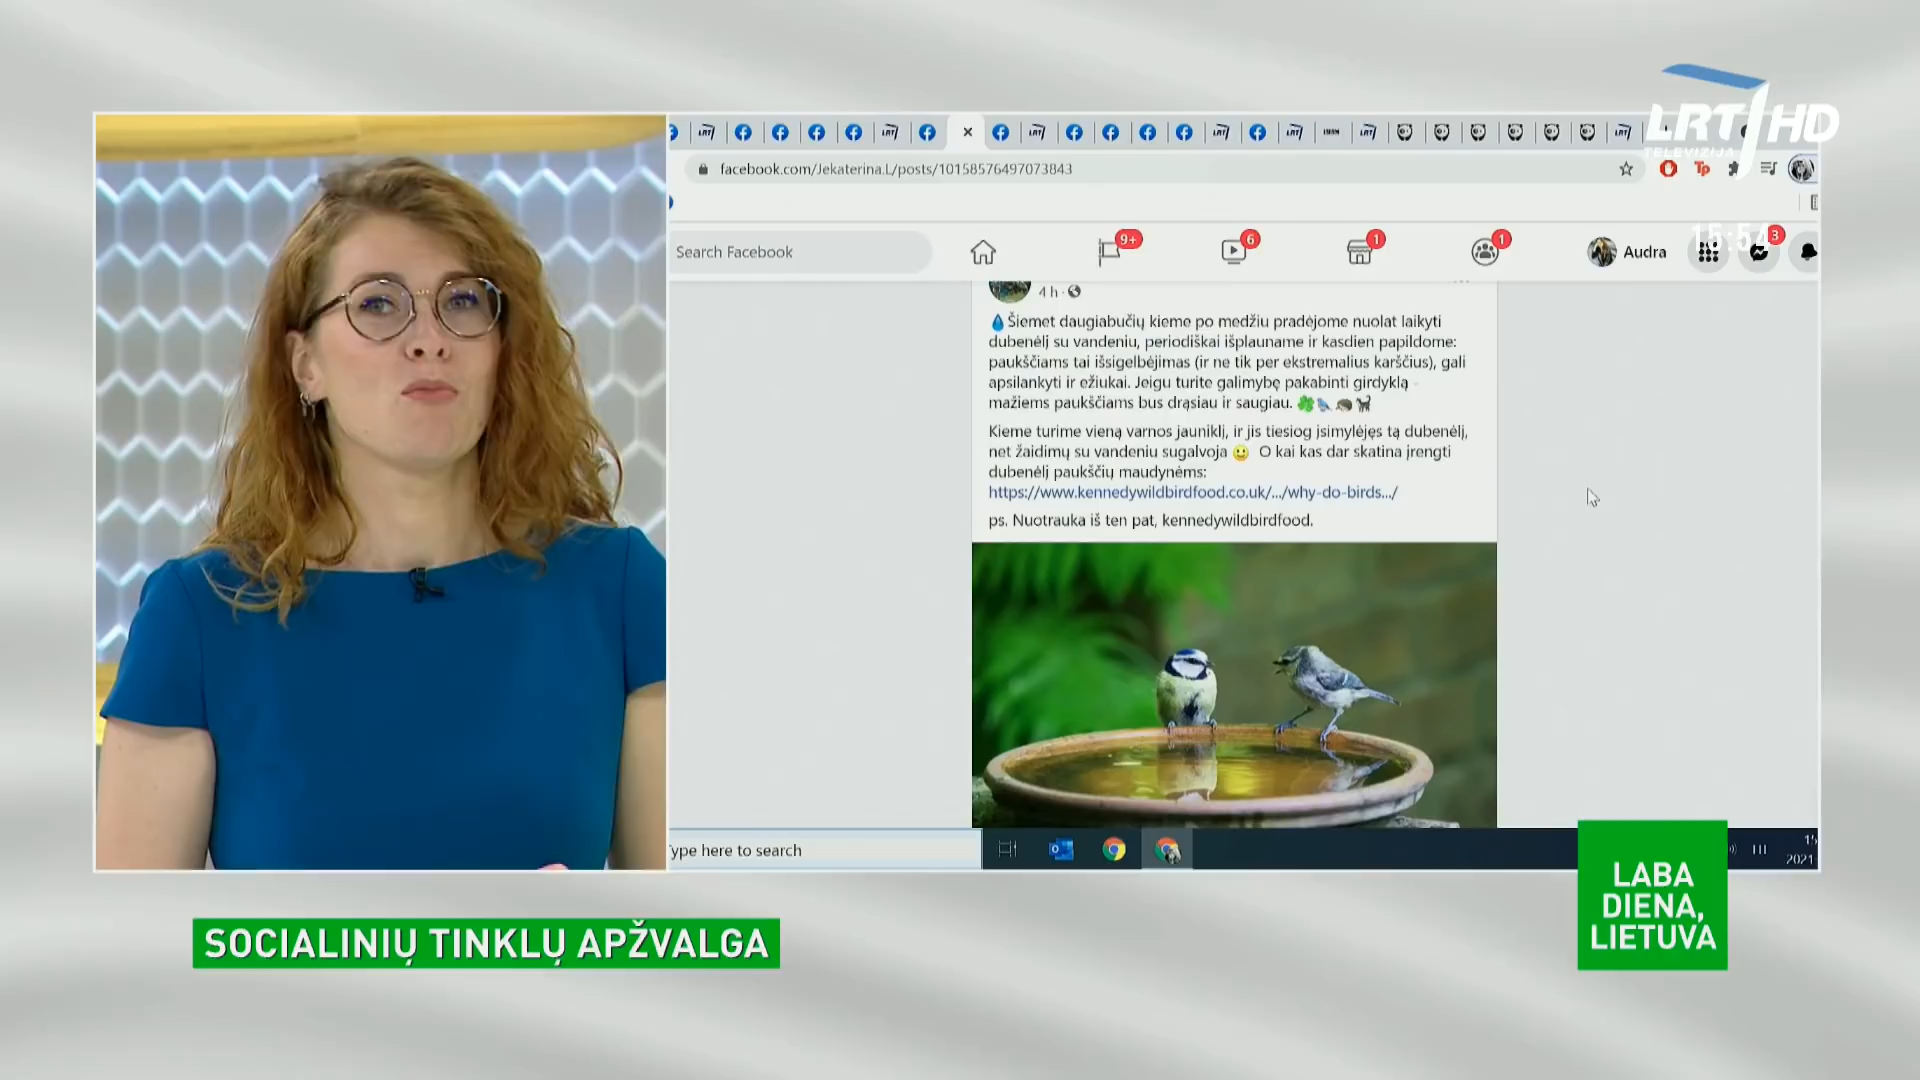 LRT HD
TELEVIZIJA
facebook.com/Jekaterina.L/posts/10158576497073843
Tp
15:54
Search Facebook
9+
6
1
1
Audra
3
4 h
Šiemet daugiabučių kieme po medžiu pradėjome nuolat laikyti
dubenėlį su vandeniu, periodiškai išplauname ir kasdien papildome:
paukščiams tai išsigelbėjimas (ir ne tik per ekstremalius karščius), gali
apsilankyti ir ežiukai. Jeigu turite galimybę pakabinti girdyklą -
mažiems paukščiams bus drąsiau ir saugiau.
Kieme turime vieną varnos jauniklį, ir jis tiesiog įsimylėjęs tą dubenėlį,
net žaidimų su vandeniu sugalvoja O kai kas dar skatina įrengti
dubenėlį paukščių maudynėms:
https://www.kennedywildbirdfood.co.uk/.../why-do-birds.../
ps. Nuotrauka iš ten pat, kennedywildbirdfood.
Type here to search
2021
LABA
DIENA,
LIETUVA
SOCIALINIŲ TINKLŲ APŽVALGA